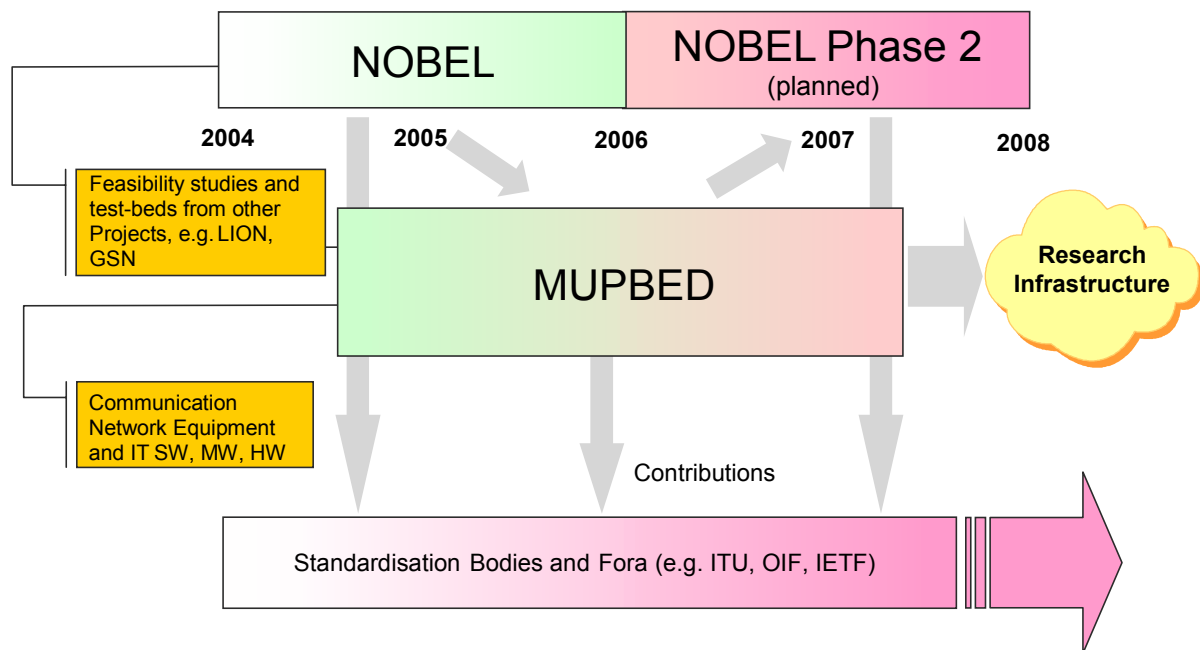 NOBEL
NOBEL Phase 2
(planned)
2004
2005
2006
2007
2008
Feasibility studies and
test-beds from other
Projects, e.g. LION,
GSN
MUPBED
Research
Infrastructure
Communication
Network Equipment
and IT SW, MW, HW
Contributions
Standardisation Bodies and Fora (e.g. ITU, OIF, IETF)